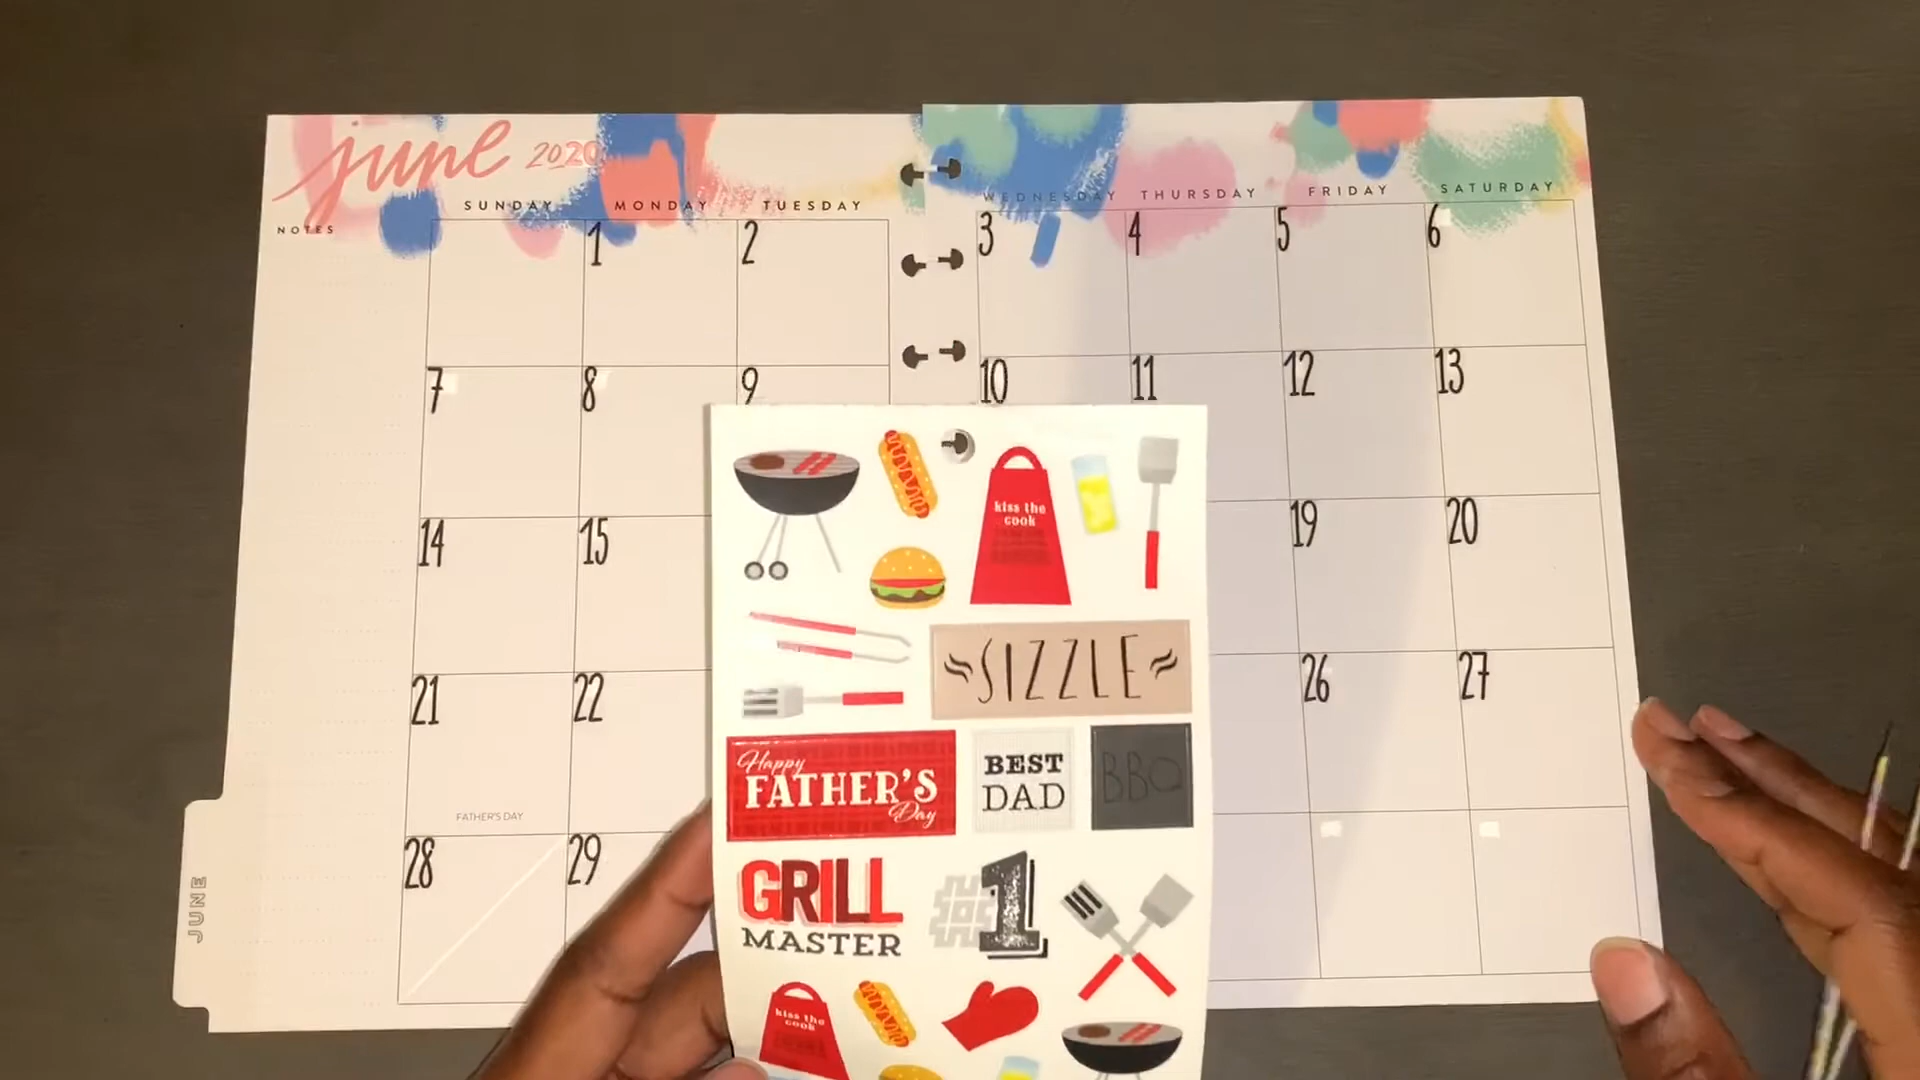 june 2020
SUNDAY MONDAY TUESDAY WEDNESDAY THURSDAY FRIDAY SATURDAY
NOTES
1 2 3 4 5 6
7 8 9 10 11 12 13
14 15 19 20
21 22 26 27
FATHER'S DAY
28 29
JUNE
kiss the
cook
SIZZLE
Happy
FATHER'S
Day
BEST
DAD
BBQ
GRILL
MASTER
#1
kiss the
cook